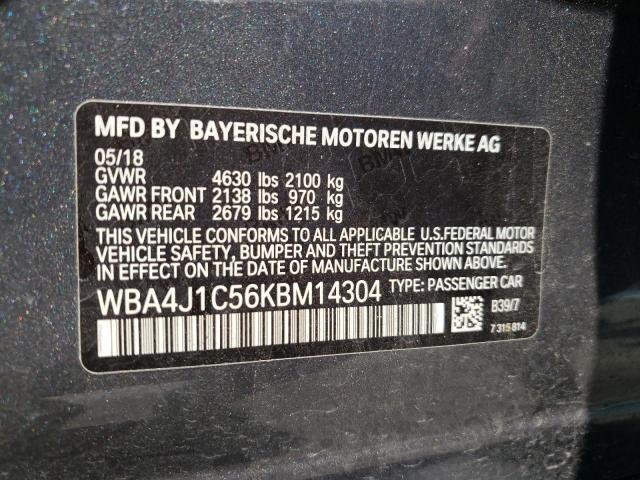 MFD BY BAYERISCHE MOTOREN WERKE AG
05/18
GVWR 4630 lbs 2100 kg
GAWR FRONT 2138 lbs 970 kg
GAWR REAR 2679 lbs 1215 kg
THIS VEHICLE CONFORMS TO ALL APPLICABLE U.S.FEDERAL MOTOR
VEHICLE SAFETY, BUMPER AND THEFT PREVENTION STANDARDS
IN EFFECT ON THE DATE OF MANUFACTURE SHOWN ABOVE.
WBA4J1C56KBM14304 TYPE: PASSENGER CAR
B39/7
7 315 814